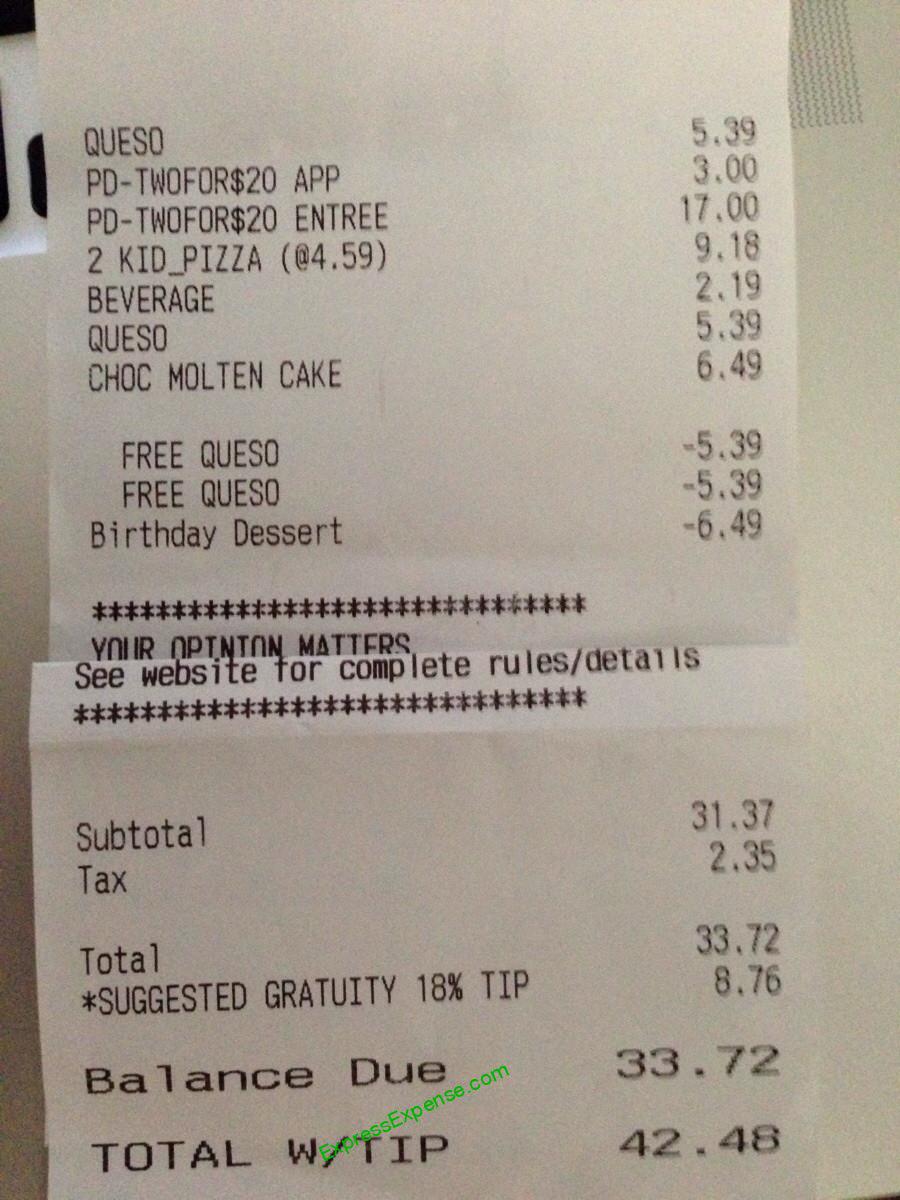 QUESO 5.39
PD-TWOFOR$20 APP 3.00
PD-TWOFOR$20 ENTREE 17.00
2 KID_PIZZA (@4.59) 9.18
BEVERAGE 2.19
QUESO 5.39
CHOC MOLTEN CAKE 6.49
FREE QUESO -5.39
FREE QUESO -5.39
Birthday Dessert -6.49
*******************************
YOUR OPINION MATTERS
See website for complete rules/details
*******************************
Subtotal 31.37
Tax 2.35
Total 33.72
*SUGGESTED GRATUITY 18% TIP 8.76
Balance Due 33.72
TOTAL W/TIP 42.48
ExpressExpense.com